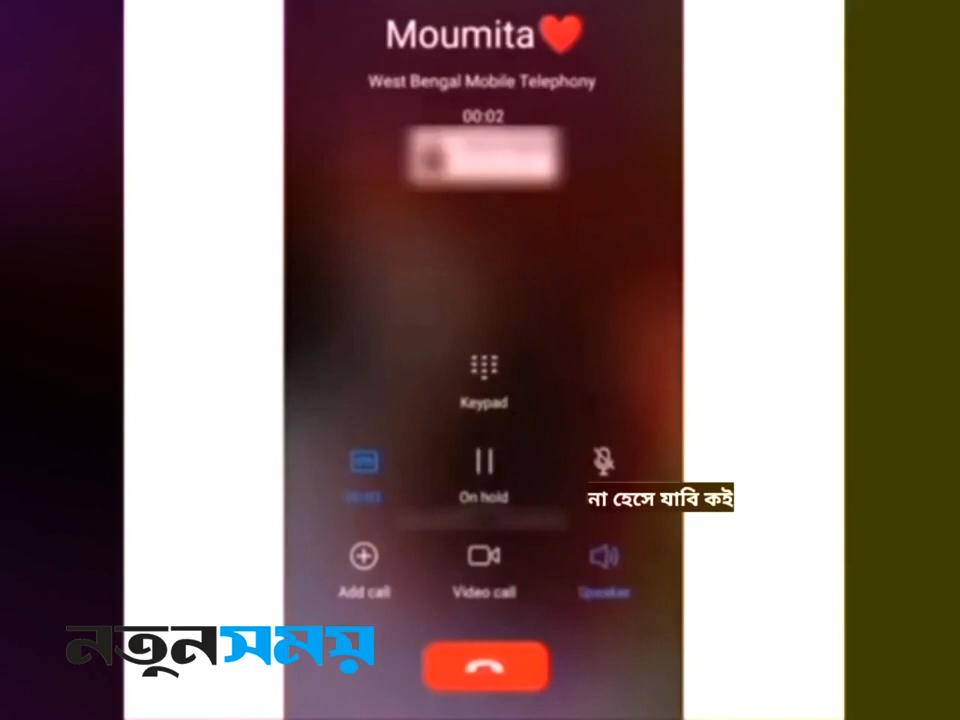 Moumita❤
West Bengal Mobile Telephony
00:02
Keypad
On hold
না হেসে যাবি কই
Add call
Video call
Speaker
নতুনসময়